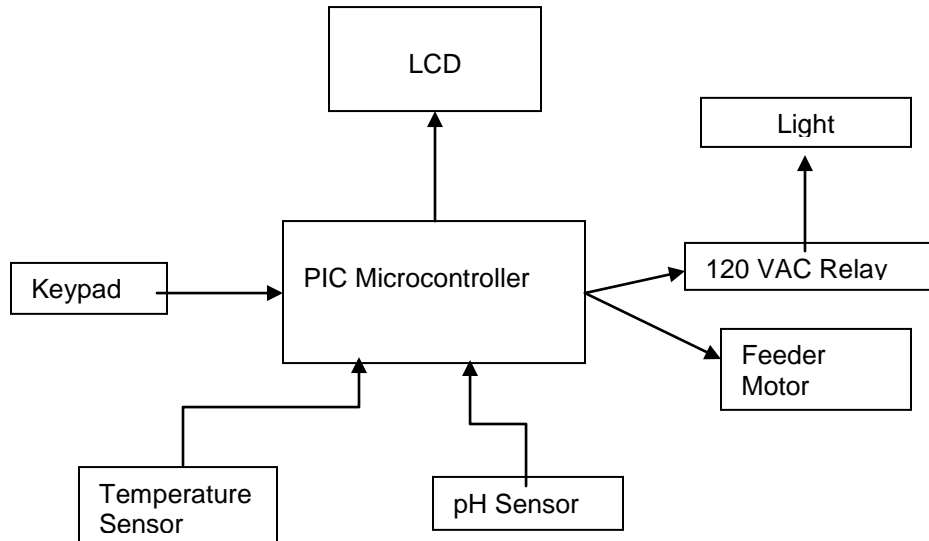 LCD
Light
PIC Microcontroller
120 VAC Relay
Keypad
Feeder
Motor
Temperature
Sensor
pH Sensor